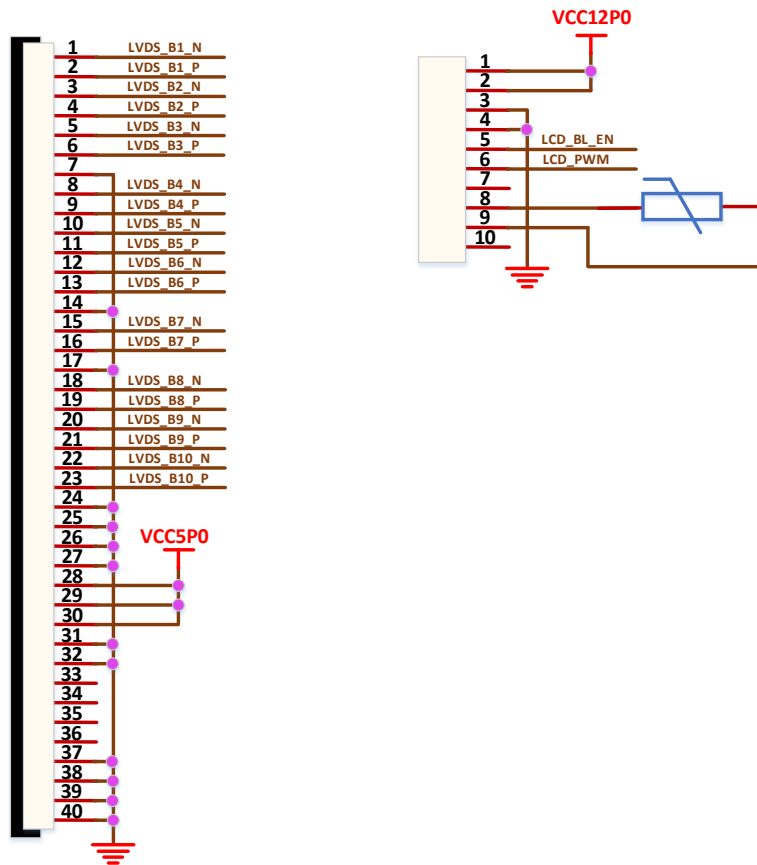 1 LVDS_B1_N
2 LVDS_B1_P
3 LVDS_B2_N
4 LVDS_B2_P
5 LVDS_B3_N
6 LVDS_B3_P
7
8 LVDS_B4_N
9 LVDS_B4_P
10 LVDS_B5_N
11 LVDS_B5_P
12 LVDS_B6_N
13 LVDS_B6_P
14
15 LVDS_B7_N
16 LVDS_B7_P
17
18 LVDS_B8_N
19 LVDS_B8_P
20 LVDS_B9_N
21 LVDS_B9_P
22 LVDS_B10_N
23 LVDS_B10_P
24
25
26
VCC5P0
27
28
29
30
31
32
33
34
35
36
37
38
39
40
VCC12P0
1
2
3
4
5 LCD_BL_EN
6 LCD_PWM
7
8
9
10